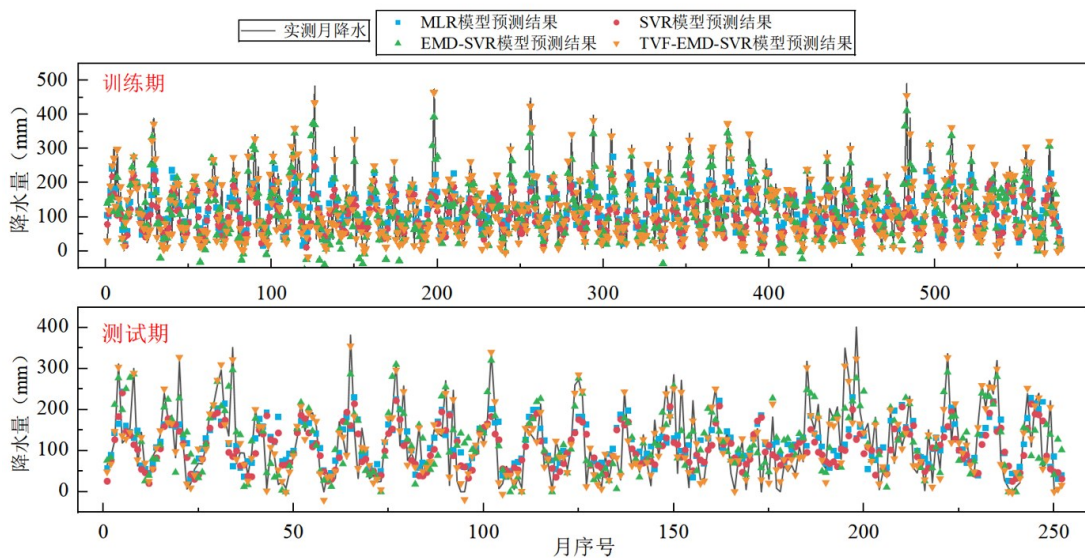 实测月降水
MLR模型预测结果 SVR模型预测结果
EMD-SVR模型预测结果 TVF-EMD-SVR模型预测结果
训练期
降水量（mm）
500
400
300
200
100
0
0 100 200 300 400 500
测试期
降水量（mm）
400
300
200
100
0
0 50 100 150 200 250
月序号